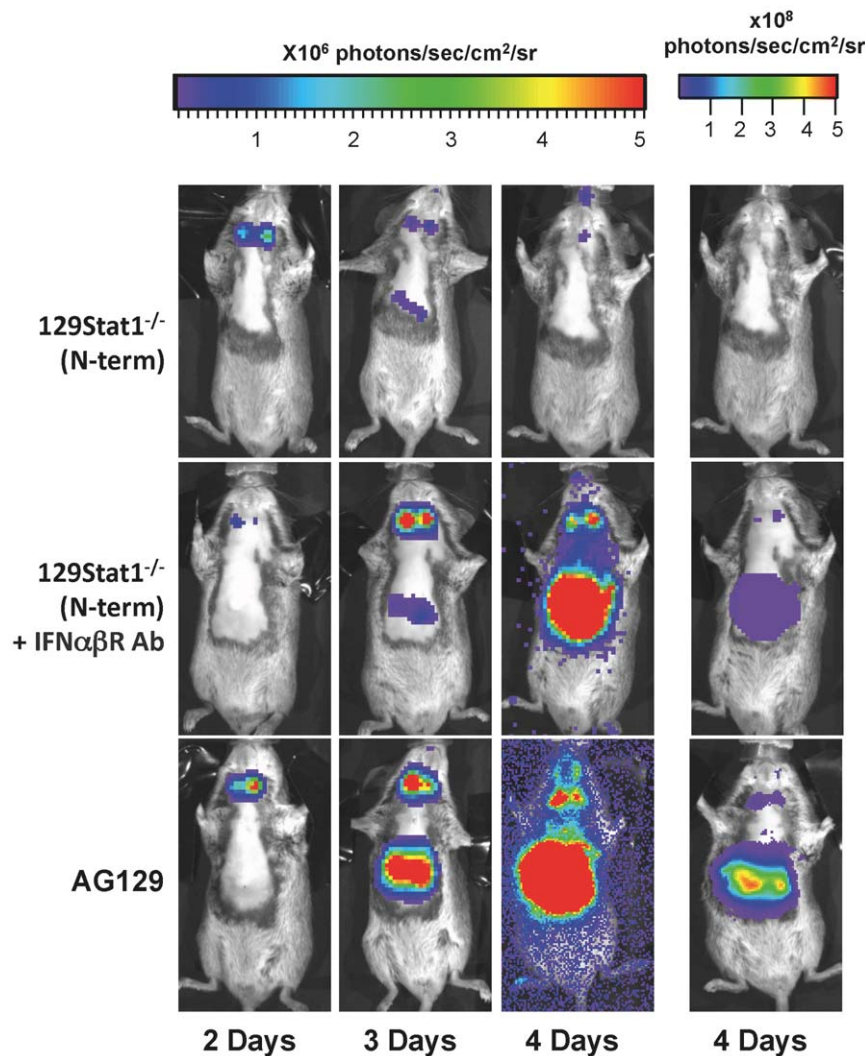 X10⁶ photons/sec/cm²/sr
x10⁸
photons/sec/cm²/sr
1 2 3 4 5
1 2 3 4 5
129Stat1⁻/⁻
(N-term)
129Stat1⁻/⁻
(N-term)
+ IFNαβR Ab
AG129
2 Days 3 Days 4 Days 4 Days